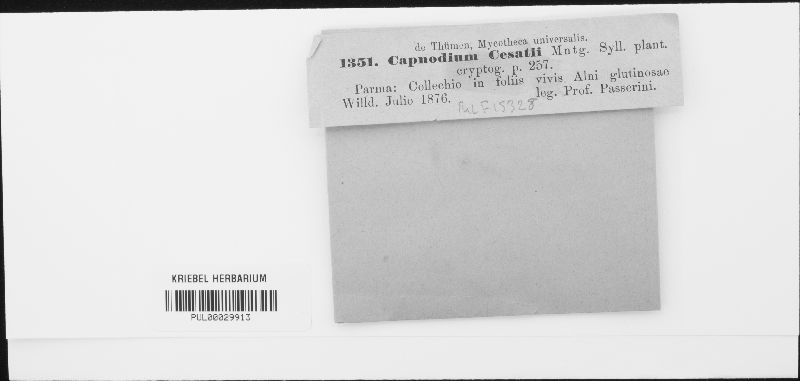 de Thümen, Mycotheca universalis.
1351. Capnodium Cesatii Mntg. Syll. plant.
cryptog. p. 257.
Parma: Collechio in foliis vivis Alni glutinosae
Willd. Julio 1876. leg. Prof. Passerini.
PUL F15328
KRIEBEL HERBARIUM
PUL00029913